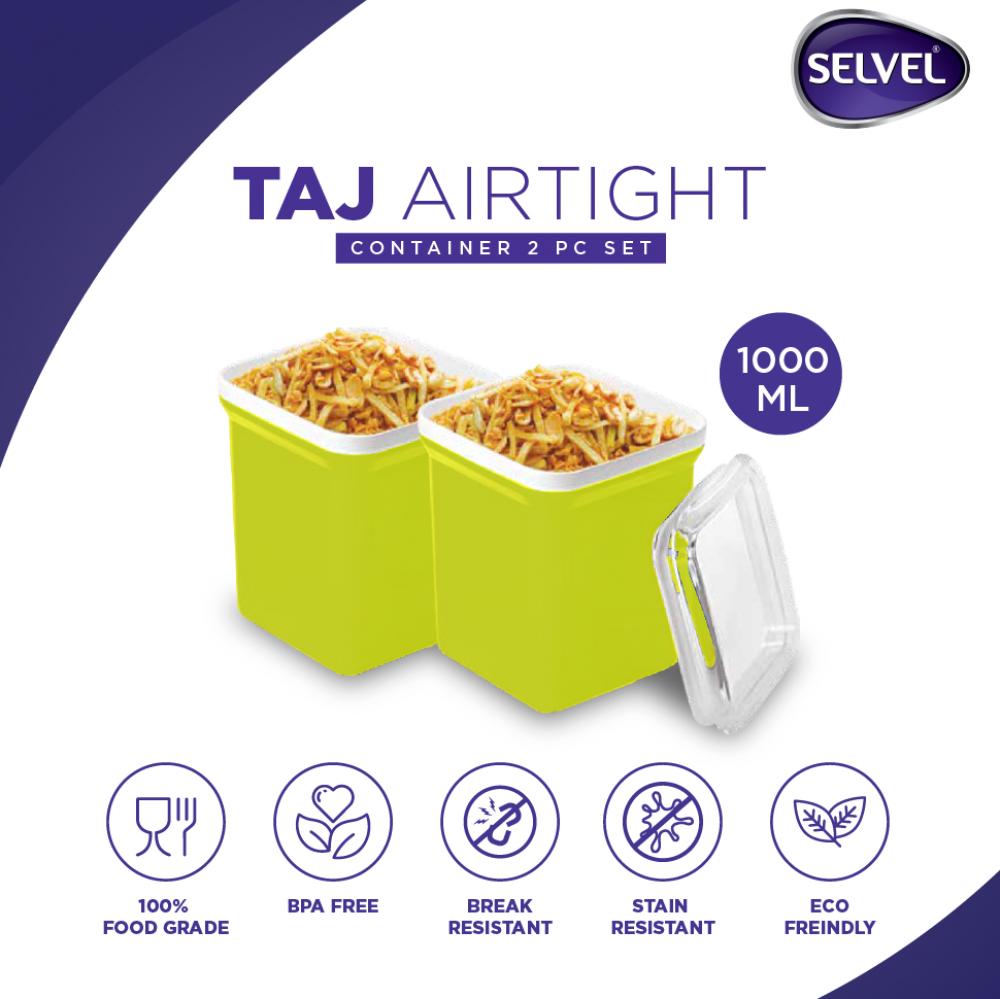 SELVEL®
TAJ AIRTIGHT
CONTAINER 2 PC SET
1000
ML
100%
FOOD GRADE
BPA FREE
BREAK
RESISTANT
STAIN
RESISTANT
ECO
FREINDLY